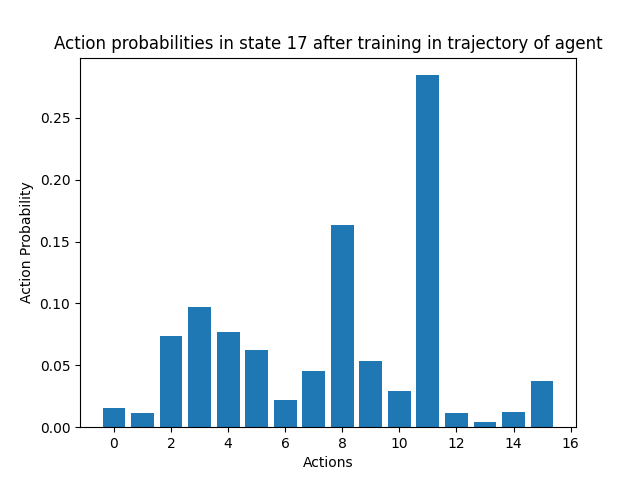 Action probabilities in state 17 after training in trajectory of agent
0.25
0.20
0.15
0.10
0.05
0.00
Action Probability
0 2 4 6 8 10 12 14 16
Actions